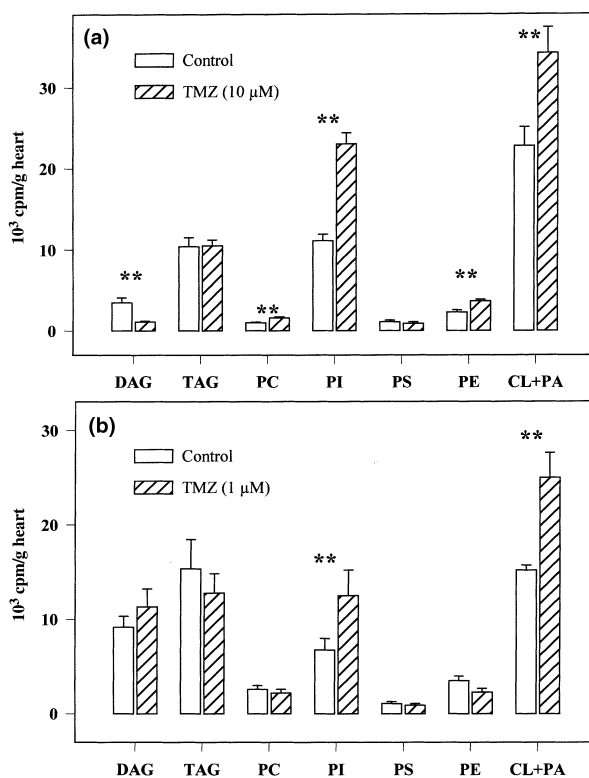 (a)
Control
TMZ (10 µM)
**
**
**
**
**
30
20
10
0
10³ cpm/g heart
DAG TAG PC PI PS PE CL+PA
(b)
Control
TMZ (1 µM)
**
**
30
20
10
0
10³ cpm/g heart
DAG TAG PC PI PS PE CL+PA